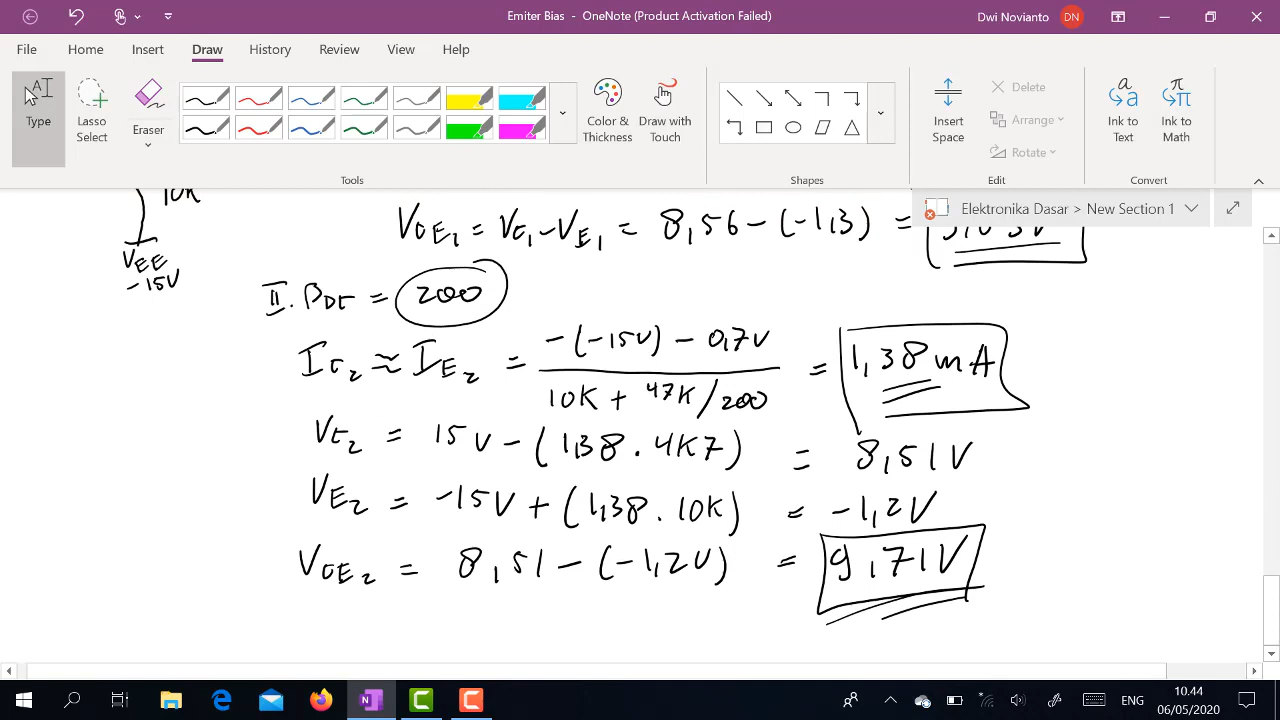 Emiter Bias - OneNote (Product Activation Failed)
Dwi Novianto
DN
File Home Insert Draw History Review View Help
Type
Lasso Select
Eraser
Color & Thickness
Draw with Touch
Insert Space
Delete
Arrange
Rotate
Ink to Text
Ink to Math
Tools
Shapes
Edit
Convert
Elektronika Dasar > New Section 1
10K
VEE
-15V
VCE1 = VC1 - VE1 = 8,56 - (-1,3) =
II. βDC = 200
IC2 ≈ IE2 = -(-15V) - 0,7V / 10K + 47K/200 = 1,38 mA
VC2 = 15V - (1,38 . 4K7) = 8,51V
VE2 = -15V + (1,38 . 10K) = -1,2V
VCE2 = 8,51 - (-1,2V) = 9,71V
ENG
10.44
06/05/2020